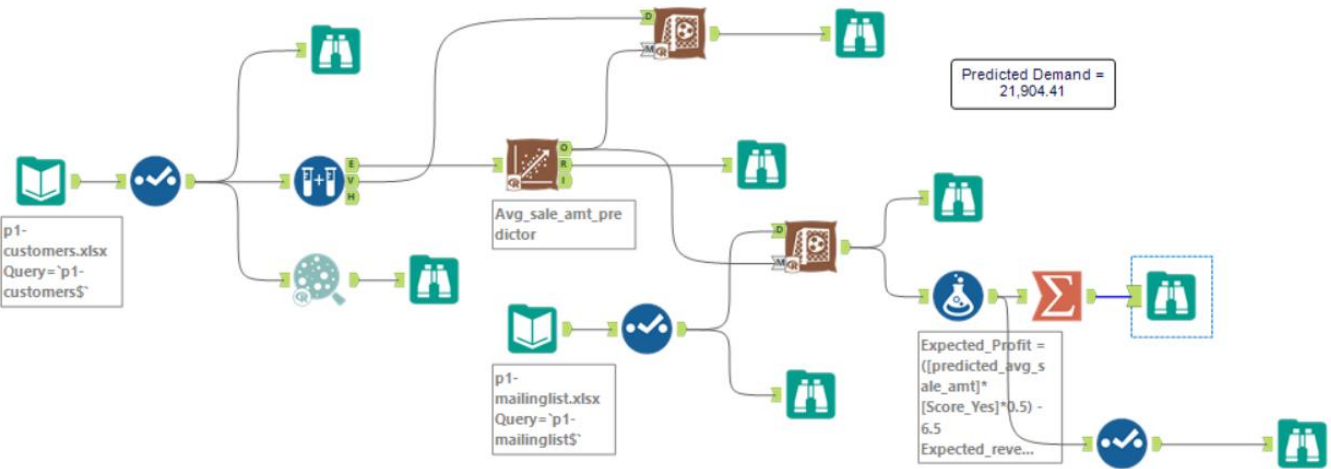 D
M
Predicted Demand =
21,904.41
E
V
H
O
R
I
p1-
customers.xlsx
Query=`p1-
customers$`
Avg_sale_amt_pre
dictor
D
M
p1-
mailinglist.xlsx
Query=`p1-
mailinglist$`
Expected_Profit =
([predicted_avg_s
ale_amt]*
[Score_Yes]*0.5) -
6.5
Expected_reve...